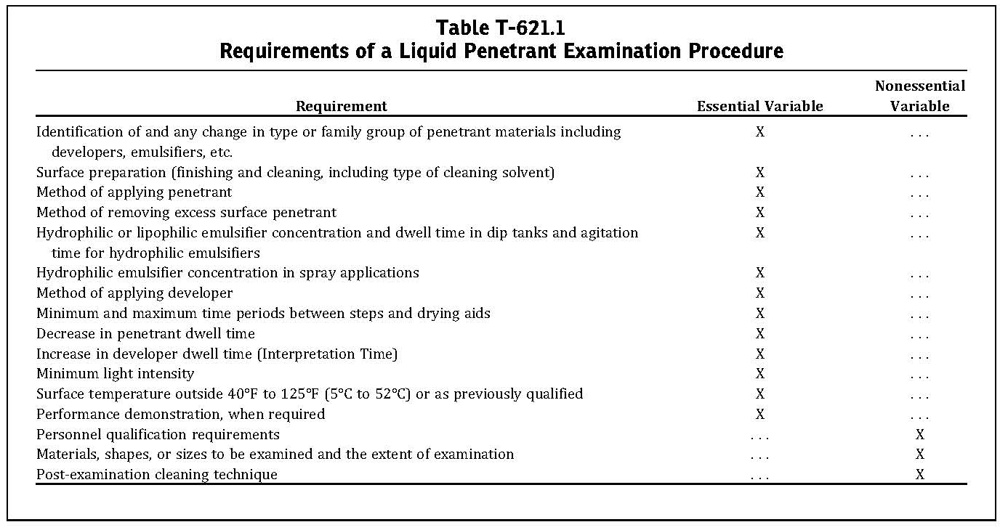 Table T-621.1
Requirements of a Liquid Penetrant Examination Procedure
Requirement Essential Variable Nonessential Variable
Identification of and any change in type or family group of penetrant materials including X . . .
developers, emulsifiers, etc.
Surface preparation (finishing and cleaning, including type of cleaning solvent) X . . .
Method of applying penetrant X . . .
Method of removing excess surface penetrant X . . .
Hydrophilic or lipophilic emulsifier concentration and dwell time in dip tanks and agitation X . . .
time for hydrophilic emulsifiers
Hydrophilic emulsifier concentration in spray applications X . . .
Method of applying developer X . . .
Minimum and maximum time periods between steps and drying aids X . . .
Decrease in penetrant dwell time X . . .
Increase in developer dwell time (Interpretation Time) X . . .
Minimum light intensity X . . .
Surface temperature outside 40°F to 125°F (5°C to 52°C) or as previously qualified X . . .
Performance demonstration, when required X . . .
Personnel qualification requirements . . . X
Materials, shapes, or sizes to be examined and the extent of examination . . . X
Post-examination cleaning technique . . . X